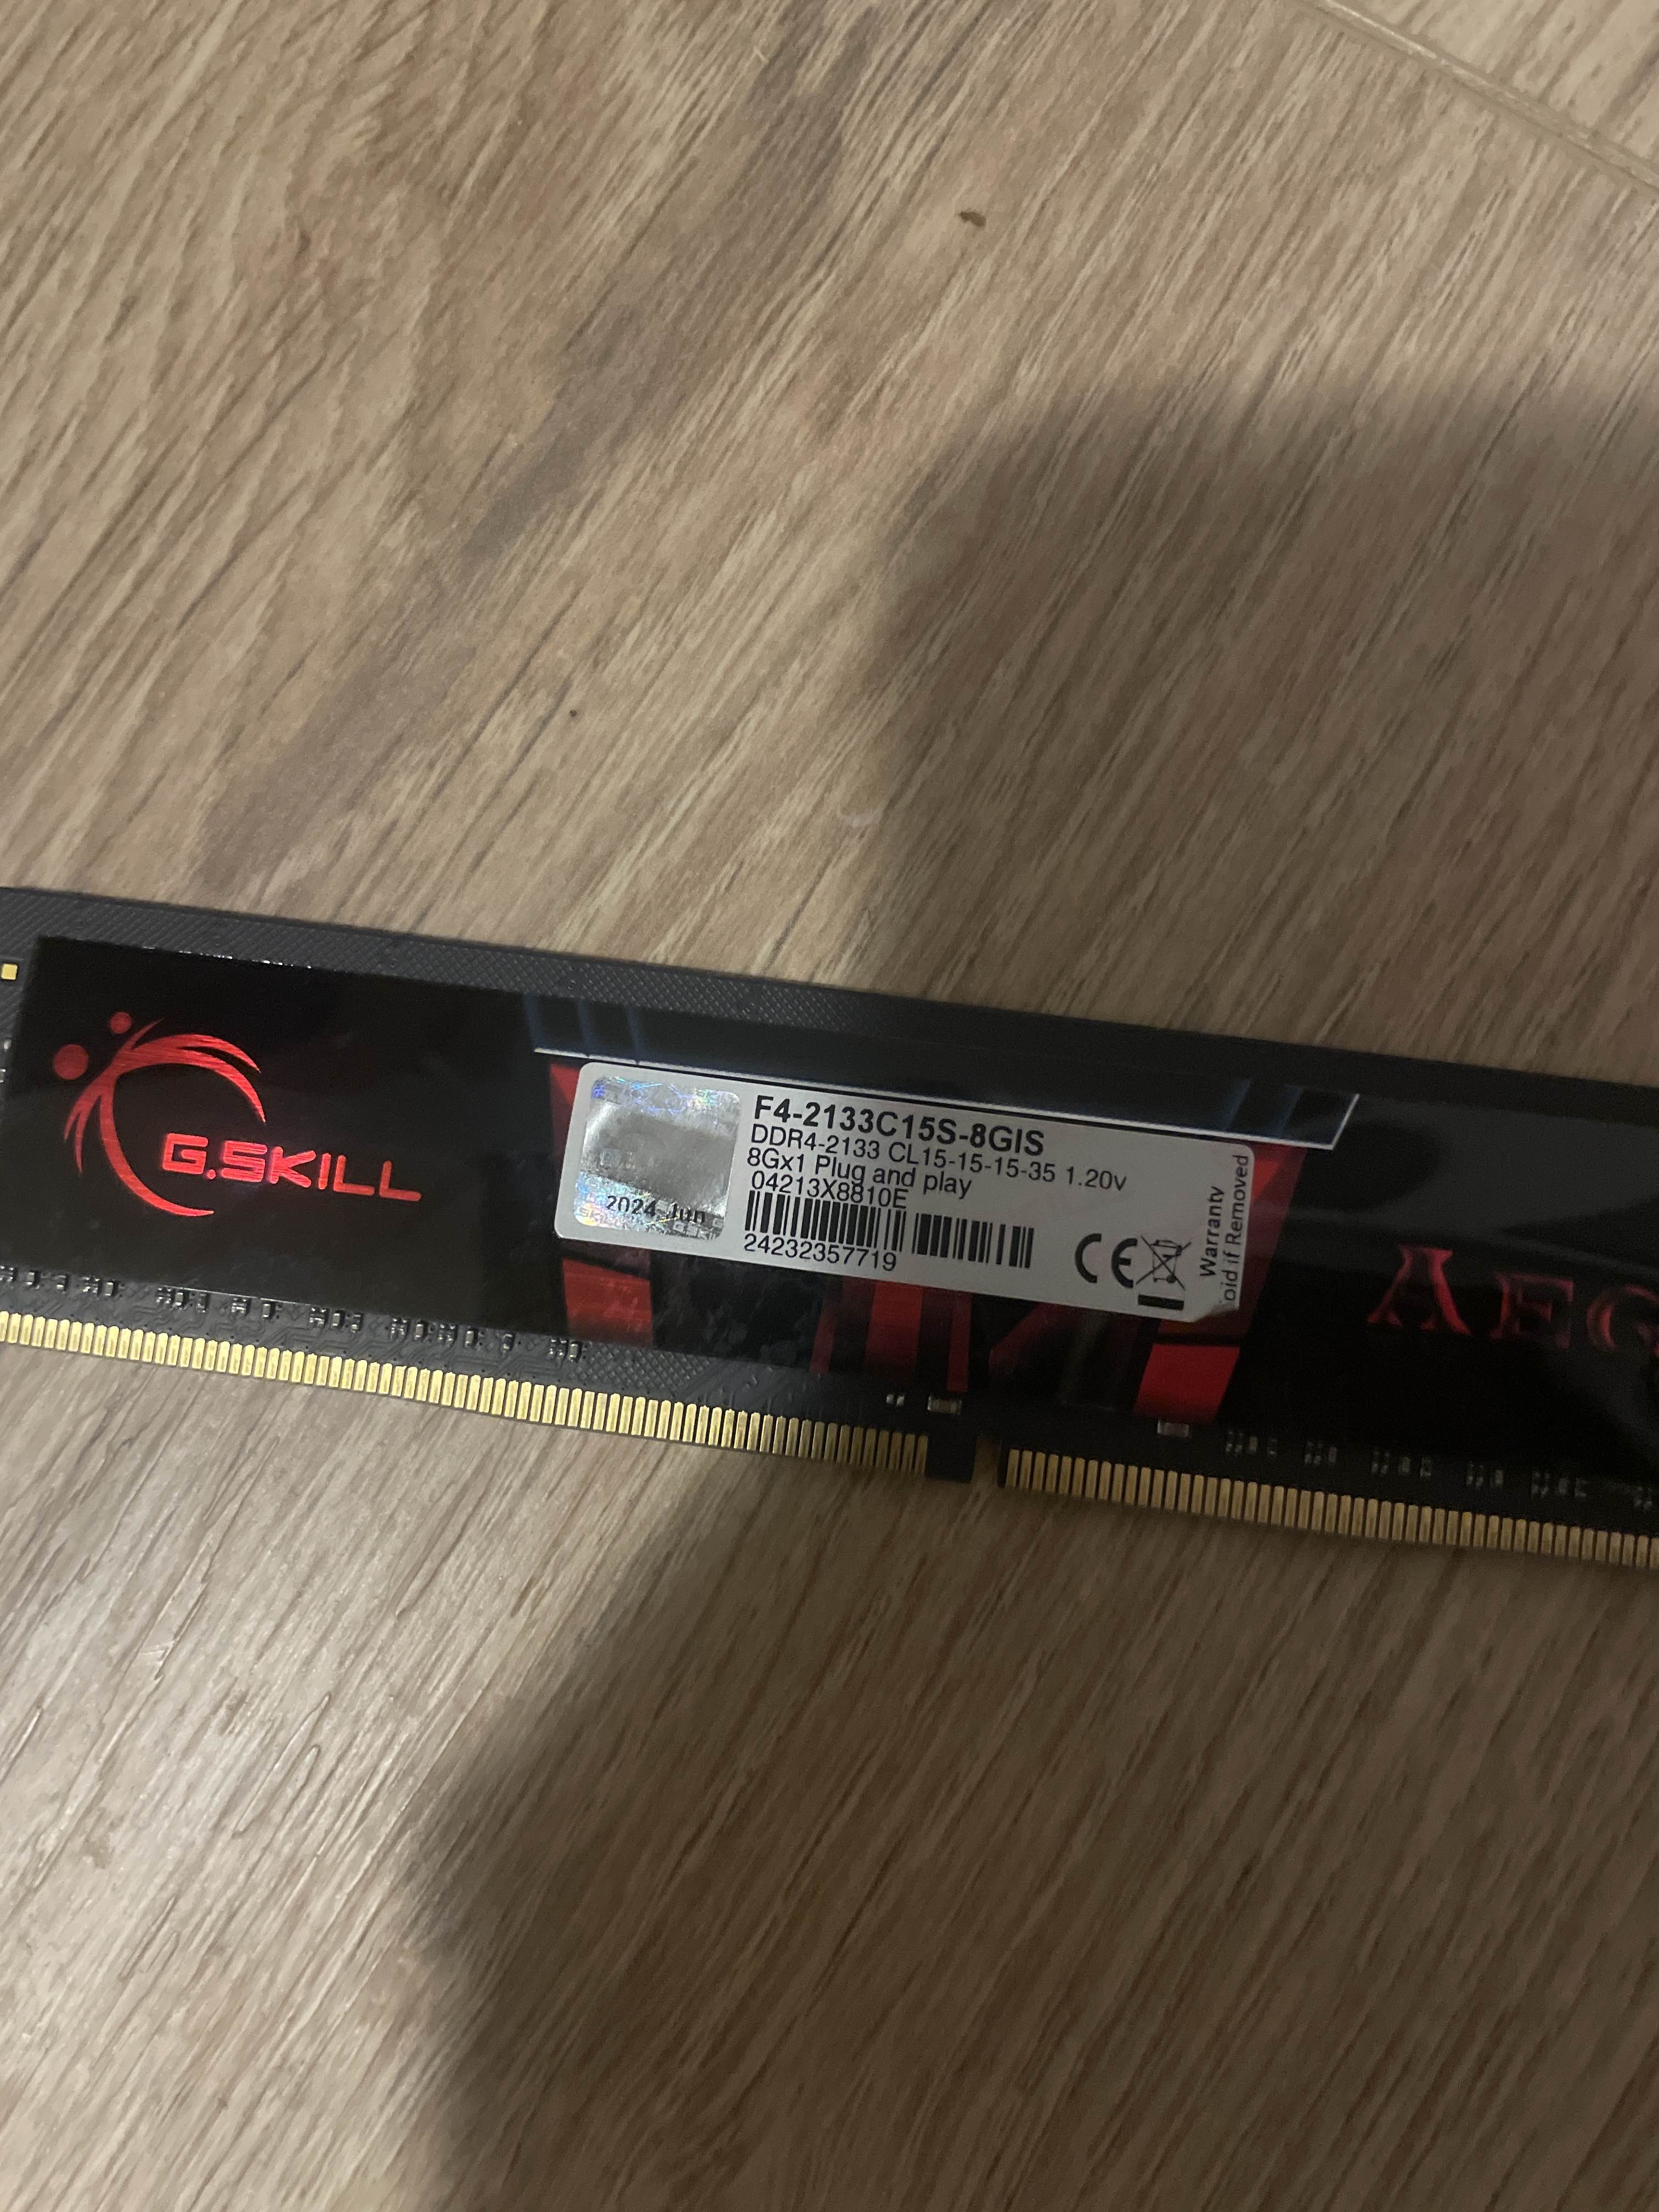 G.SKILL
F4-2133C15S-8GIS
DDR4-2133 CL15-15-15-35 1.20v
8Gx1 Plug and play
04213X8810E
24232357719
2024 Jun
CE
Warranty
oid if Removed
AEG